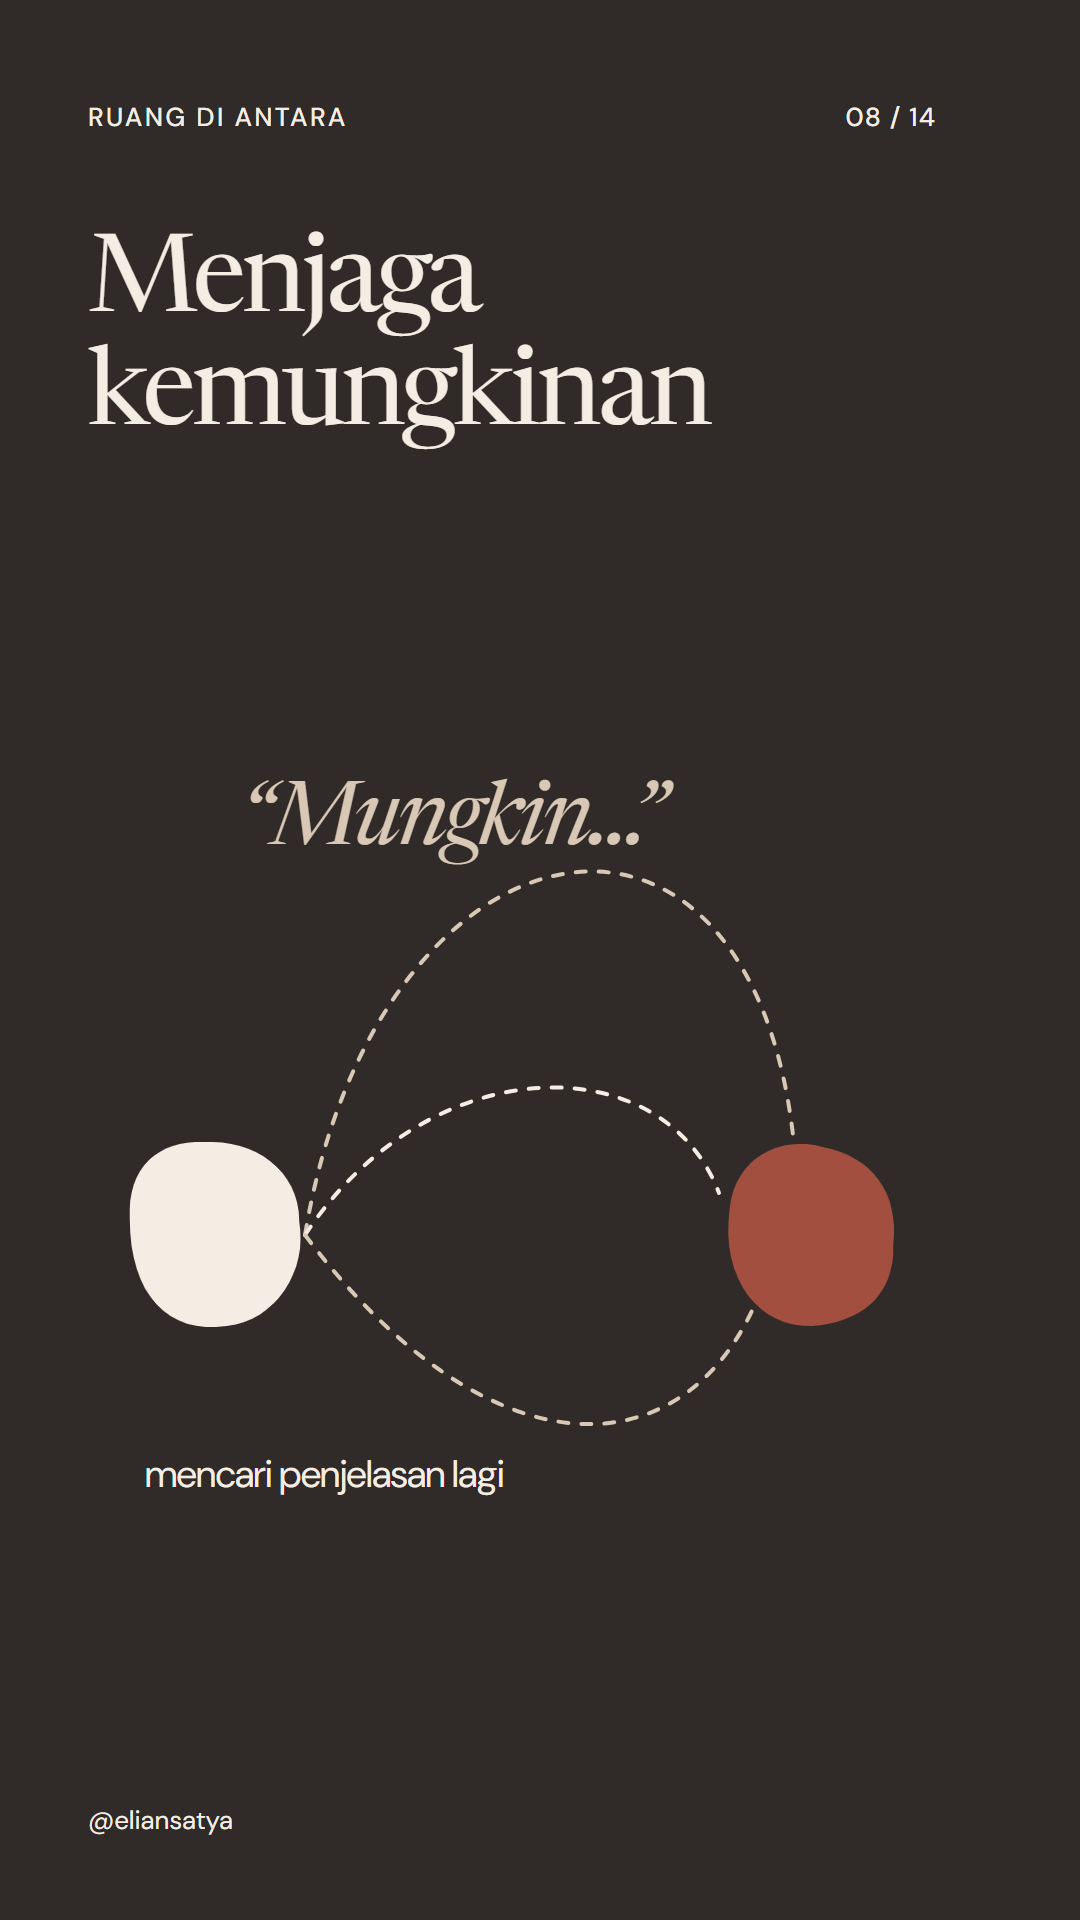 RUANG DI ANTARA
08 / 14
Menjaga
kemungkinan
“Mungkin...”
mencari penjelasan lagi
@eliansatya